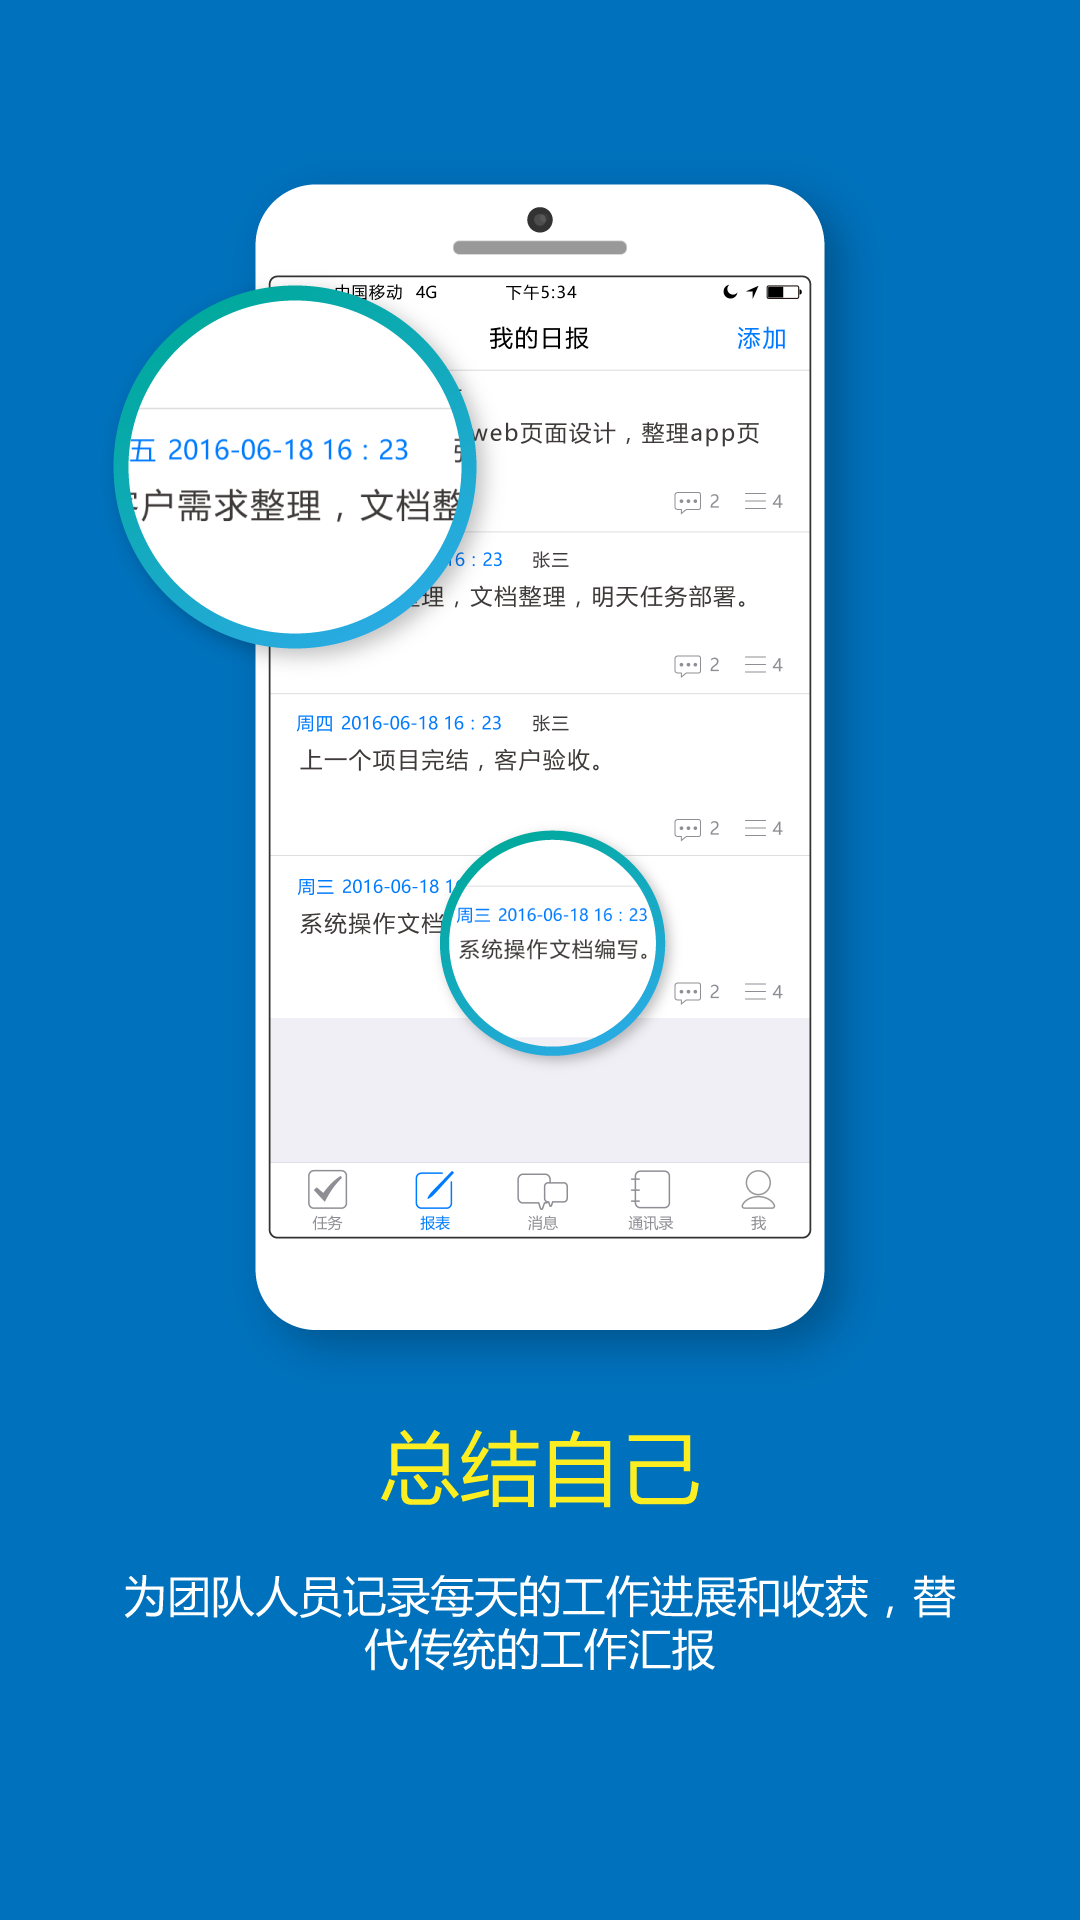 中国移动 4G 下午5:34
我的日报 添加
web页面设计，整理app页
2 4
五 2016-06-18 16：23
户需求整理，文档整
16：23 张三
理，文档整理，明天任务部署。
2 4
周四 2016-06-18 16：23 张三
上一个项目完结，客户验收。
2 4
周三 2016-06-18
系统操作文档
周三 2016-06-18 16：23
系统操作文档编写。
2 4
任务 报表 消息 通讯录 我
总结自己
为团队人员记录每天的工作进展和收获，替
代传统的工作汇报